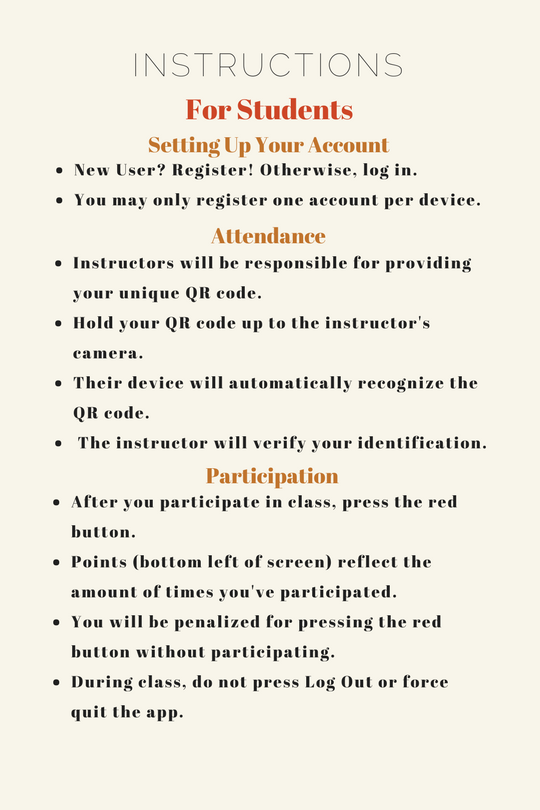 INSTRUCTIONS
For Students
Setting Up Your Account
• New User? Register! Otherwise, log in.
• You may only register one account per device.
Attendance
• Instructors will be responsible for providing
your unique QR code.
• Hold your QR code up to the instructor's
camera.
• Their device will automatically recognize the
QR code.
• The instructor will verify your identification.
Participation
• After you participate in class, press the red
button.
• Points (bottom left of screen) reflect the
amount of times you've participated.
• You will be penalized for pressing the red
button without participating.
• During class, do not press Log Out or force
quit the app.